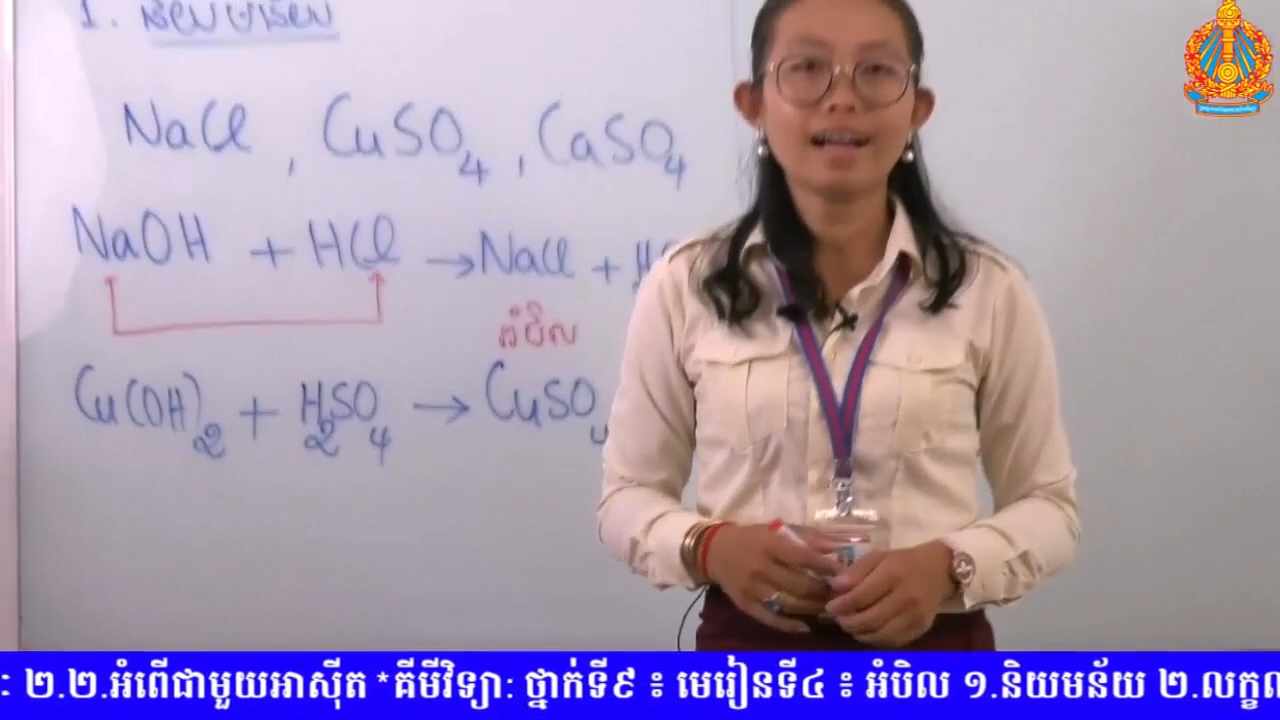 1. និយមន័យ
NaCl , CuSO₄ , CaSO₄
NaOH + HCl → NaCl + H
អំបិល
Cu(OH)₂ + H₂SO₄ → CuSO₄
២.២.អំពើជាមួយអាស៊ីត *គីមីវិទ្យា: ថ្នាក់ទី៩ ៖ មេរៀនទី៤ ៖ អំបិល ១.និយមន័យ ២.លក្ខណ